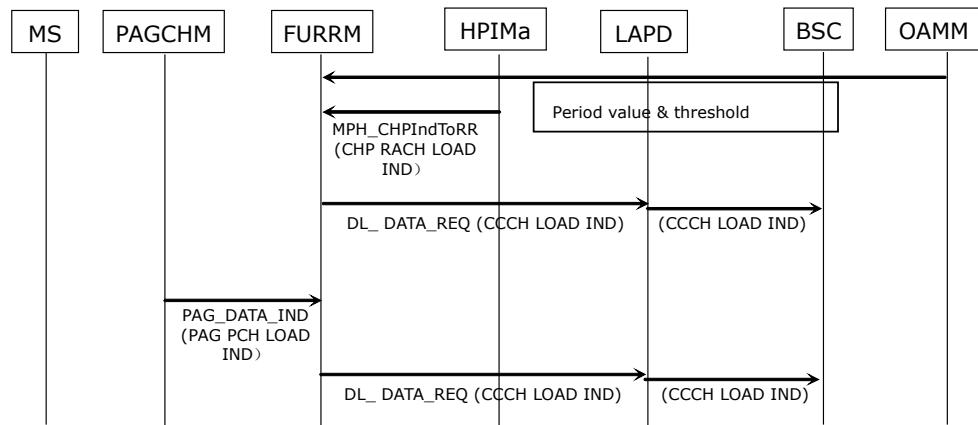 MS
PAGCHM
FURRM
HPIMa
LAPD
BSC
OAMM
Period value & threshold
MPH_CHPIndToRR
(CHP RACH LOAD
IND）
DL_ DATA_REQ (CCCH LOAD IND)
(CCCH LOAD IND)
PAG_DATA_IND
(PAG PCH LOAD
IND）
DL_ DATA_REQ (CCCH LOAD IND)
(CCCH LOAD IND)